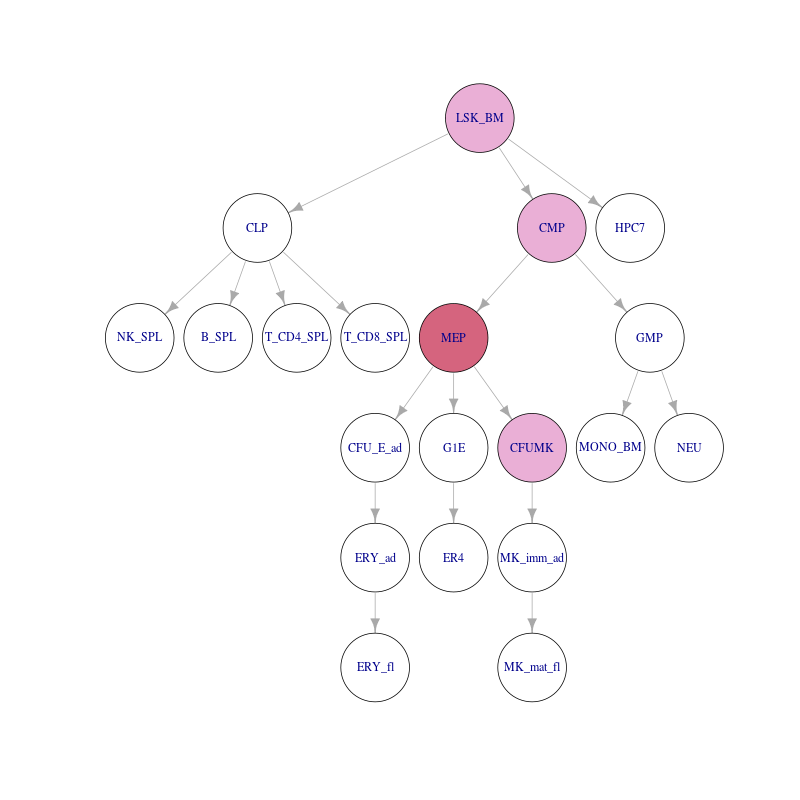 LSK_BM
CLP
CMP
HPC7
NK_SPL
B_SPL
T_CD4_SPL
T_CD8_SPL
MEP
GMP
CFU_E_ad
G1E
CFUMK
MONO_BM
NEU
ERY_ad
ER4
MK_imm_ad
ERY_fl
MK_mat_fl